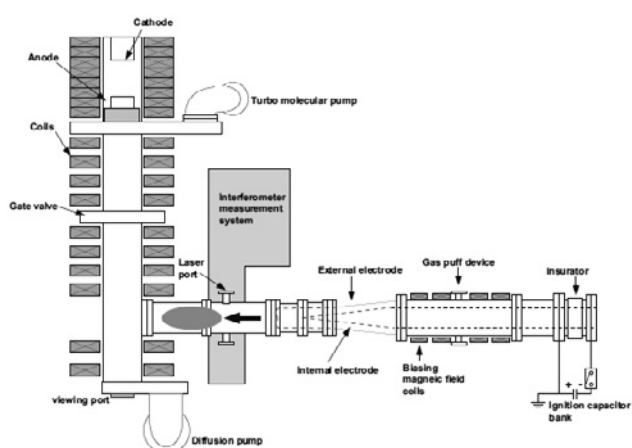 Cathode
Anode
Turbo molecular pump
Coils
Gate valve
Interferometer
measurement
system
Laser
port
External electrode
Gas puff device
Insurator
Internal electrode
Biasing
magneic field
coils
+ -
Ignition capacitor
bank
viewing port
Diffusion pump